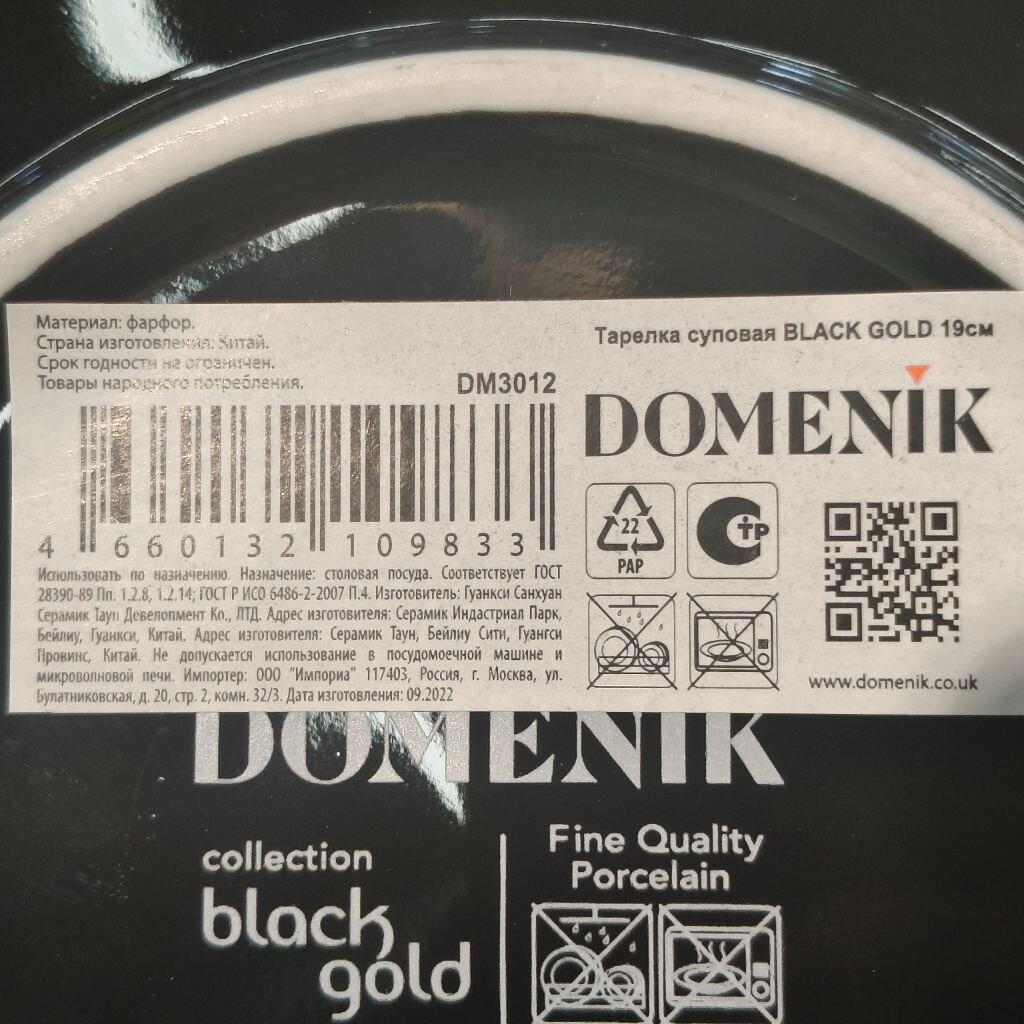 Материал: фарфор.
Страна изготовления: Китай.
Срок годности не ограничен.
Товары народного потребления.
DM3012
4 660132 109833
Использовать по назначению. Назначение: столовая посуда. Соответствует ГОСТ
28390-89 Пп. 1.2.8, 1.2.14; ГОСТ Р ИСО 6486-2-2007 П.4. Изготовитель: Гуанкси Санхуан
Серамик Таун Девелопмент Ко., ЛТД. Адрес изготовителя: Серамик Индастриал Парк,
Бейлиу, Гуанкси, Китай. Адрес изготовителя: Серамик Таун, Бейлиу Сити, Гуангси
Провинс, Китай. Не допускается использование в посудомоечной машине и
микроволновой печи. Импортер: ООО "Импориа" 117403, Россия, г. Москва, ул.
Булатниковская, д. 20, стр. 2, комн. 32/3. Дата изготовления: 09.2022
Тарелка суповая BLACK GOLD 19см
DOMENIK
22
PAP
СТР
www.domenik.co.uk
DOMENIK
collection
black
gold
Fine Quality
Porcelain